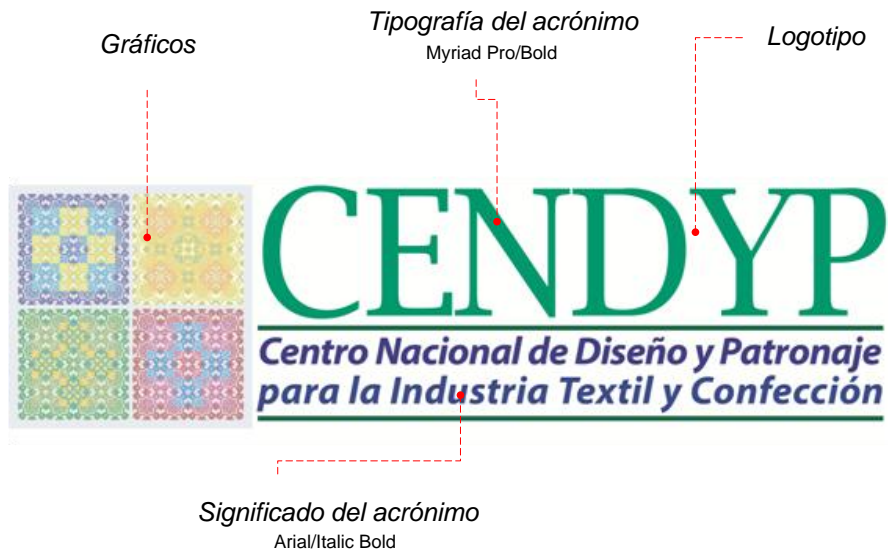 Gráficos
Tipografía del acrónimo
Myriad Pro/Bold
Logotipo
CENDYP
Centro Nacional de Diseño y Patronaje
para la Industria Textil y Confección
Significado del acrónimo
Arial/Italic Bold